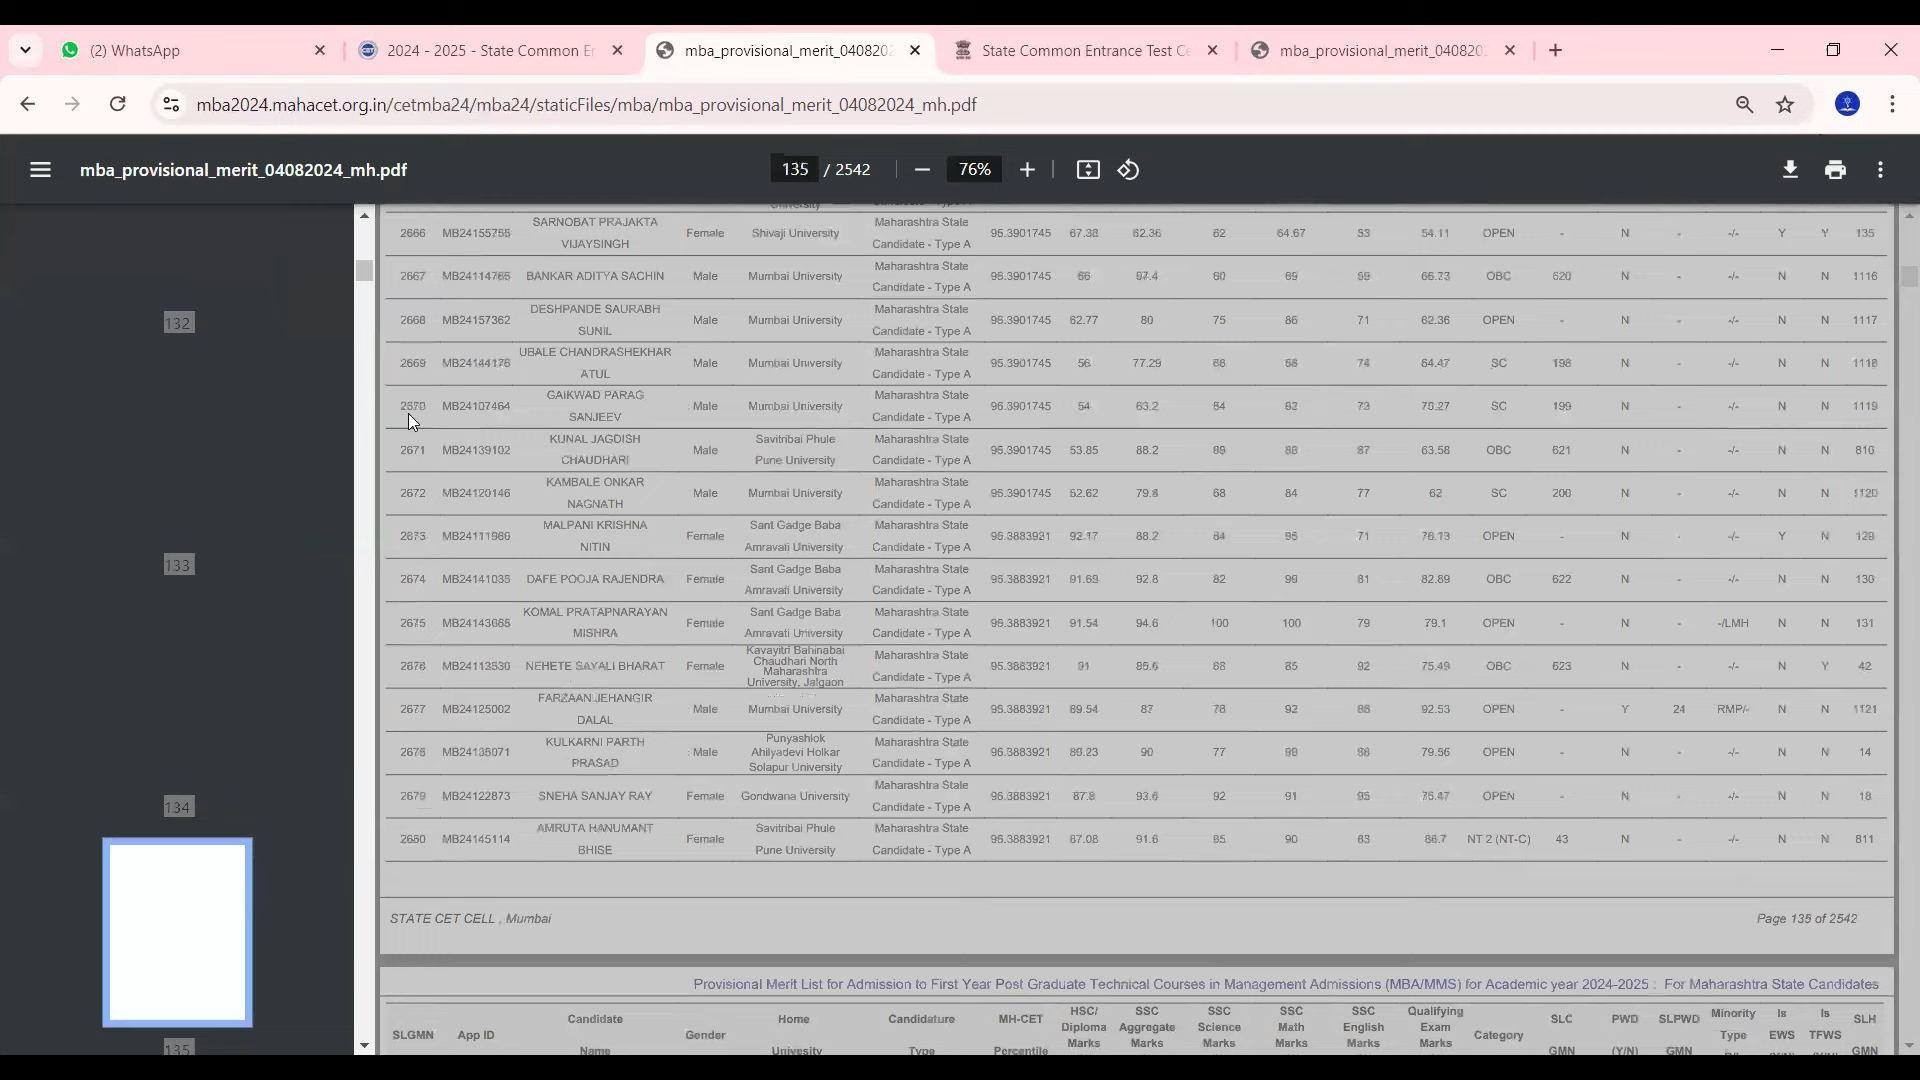 (2) WhatsApp
2024 - 2025 - State Common Er
mba_provisional_merit_0408202
State Common Entrance Test Ce
mba_provisional_merit_0408202
mba2024.mahacet.org.in/cetmba24/mba24/staticFiles/mba/mba_provisional_merit_04082024_mh.pdf
mba_provisional_merit_04082024_mh.pdf
135 / 2542
76%
132
133
134
135
University
2666 MB24155755 SARNOBAT PRAJAKTA VIJAYSINGH Female Shivaji University Maharashtra State Candidate - Type A 95.3901745 67.38 62.36 62 64.67 53 54.11 OPEN - N - -/- Y Y 135
2667 MB24114765 BANKAR ADITYA SACHIN Male Mumbai University Maharashtra State Candidate - Type A 95.3901745 66 67.4 60 69 59 65.73 OBC 620 N - -/- N N 1116
2668 MB24157362 DESHPANDE SAURABH SUNIL Male Mumbai University Maharashtra State Candidate - Type A 95.3901745 62.77 80 75 86 71 62.36 OPEN - N - -/- N N 1117
2669 MB24144176 UBALE CHANDRASHEKHAR ATUL Male Mumbai University Maharashtra State Candidate - Type A 95.3901745 56 77.29 66 58 74 64.47 SC 198 N - -/- N N 1118
2670 MB24107464 GAIKWAD PARAG SANJEEV Male Mumbai University Maharashtra State Candidate - Type A 95.3901745 54 63.2 54 62 73 70.27 SC 199 N - -/- N N 1119
2671 MB24139102 KUNAL JAGDISH CHAUDHARI Male Savitribai Phule Pune University Maharashtra State Candidate - Type A 95.3901745 53.85 88.2 89 88 87 63.58 OBC 621 N - -/- N N 810
2672 MB24120146 KAMBALE ONKAR NAGNATH Male Mumbai University Maharashtra State Candidate - Type A 95.3901745 52.62 79.8 68 84 77 62 SC 200 N - -/- N N 1120
2673 MB24111980 MALPANI KRISHNA NITIN Female Sant Gadge Baba Amravati University Maharashtra State Candidate - Type A 95.3883921 92.17 88.2 84 95 71 76.13 OPEN - N - -/- Y N 129
2674 MB24141035 DAFE POOJA RAJENDRA Female Sant Gadge Baba Amravati University Maharashtra State Candidate - Type A 95.3883921 91.69 92.8 82 99 81 82.69 OBC 622 N - -/- N N 130
2675 MB24143665 KOMAL PRATAPNARAYAN MISHRA Female Sant Gadge Baba Amravati University Maharashtra State Candidate - Type A 95.3883921 91.54 94.6 100 100 79 79.1 OPEN - N - -/LMH N N 131
2676 MB24113530 NEHETE SAYALI BHARAT Female Kavayitri Bahinabai Chaudhari North Maharashtra University, Jalgaon Maharashtra State Candidate - Type A 95.3883921 91 85.6 68 85 92 75.49 OBC 623 N - -/- N Y 42
2677 MB24125002 FARZAAN JEHANGIR DALAL Male Mumbai University Maharashtra State Candidate - Type A 95.3883921 89.54 87 78 92 88 92.53 OPEN - Y 24 RMP/- N N 1121
2678 MB24135071 KULKARNI PARTH PRASAD Male Punyashlok Ahilyadevi Holkar Solapur University Maharashtra State Candidate - Type A 95.3883921 89.23 90 77 99 86 79.56 OPEN - N - -/- N N 14
2679 MB24122873 SNEHA SANJAY RAY Female Gondwana University Maharashtra State Candidate - Type A 95.3883921 87.8 93.6 92 91 95 75.47 OPEN - N - -/- N N 18
2680 MB24145114 AMRUTA HANUMANT BHISE Female Savitribai Phule Pune University Maharashtra State Candidate - Type A 95.3883921 87.08 91.6 85 90 83 86.7 NT 2 (NT-C) 43 N - -/- N N 811
STATE CET CELL , Mumbai
Page 135 of 2542
Provisional Merit List for Admission to First Year Post Graduate Technical Courses in Management Admissions (MBA/MMS) for Academic year 2024-2025 : For Maharashtra State Candidates
SLGMN App ID Candidate Name Gender Home Univesity Candidature Type MH-CET Percentile HSC/ Diploma Marks SSC Aggregate Marks SSC Science Marks SSC Math Marks SSC English Marks Qualifying Exam Marks Category SLC GMN PWD (Y/N) SLPWD GMN Minority Type Is EWS Is TFWS SLH GMN